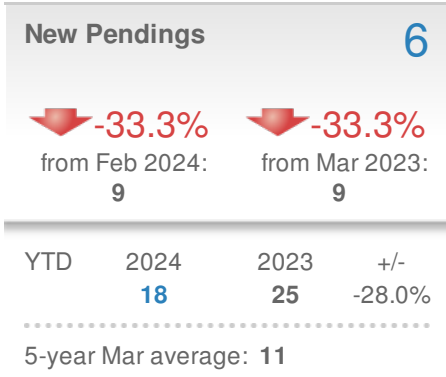 New Pendings 6
-33.3% -33.3%
from Feb 2024: from Mar 2023:
9 9
YTD 2024 2023 +/-
18 25 -28.0%
5-year Mar average: 11